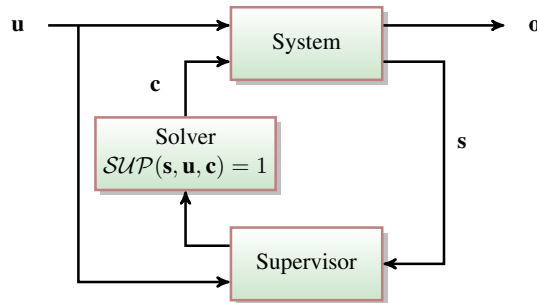 u
System
o
c
Solver
𝒮𝒰𝒫(s, u, c) = 1
s
Supervisor